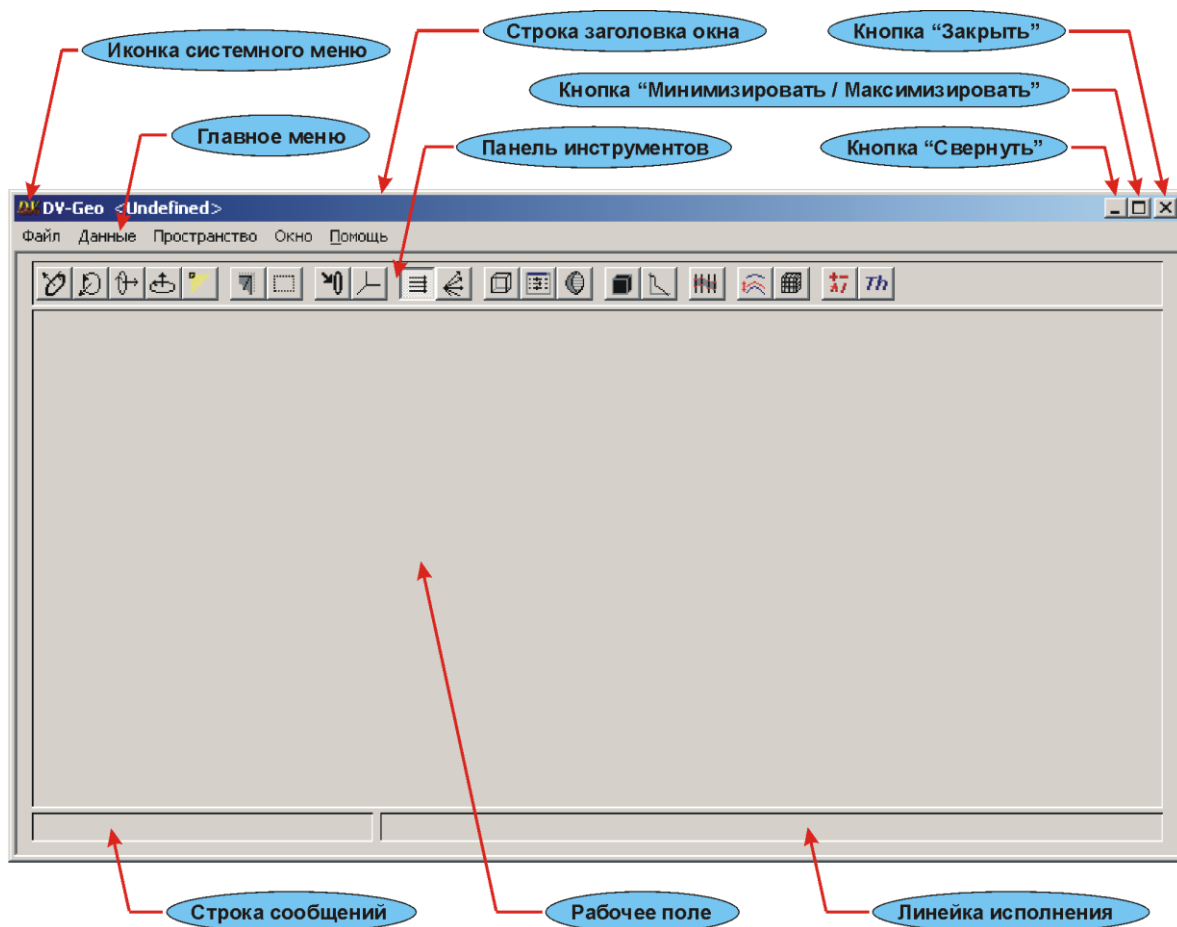 Иконка системного меню
Строка заголовка окна
Кнопка “Закрыть”
Кнопка “Минимизировать / Максимизировать”
Главное меню
Панель инструментов
Кнопка “Свернуть”
DV DV-Geo <Undefined>
Файл Данные Пространство Окно Помощь
Th
Строка сообщений
Рабочее поле
Линейка исполнения